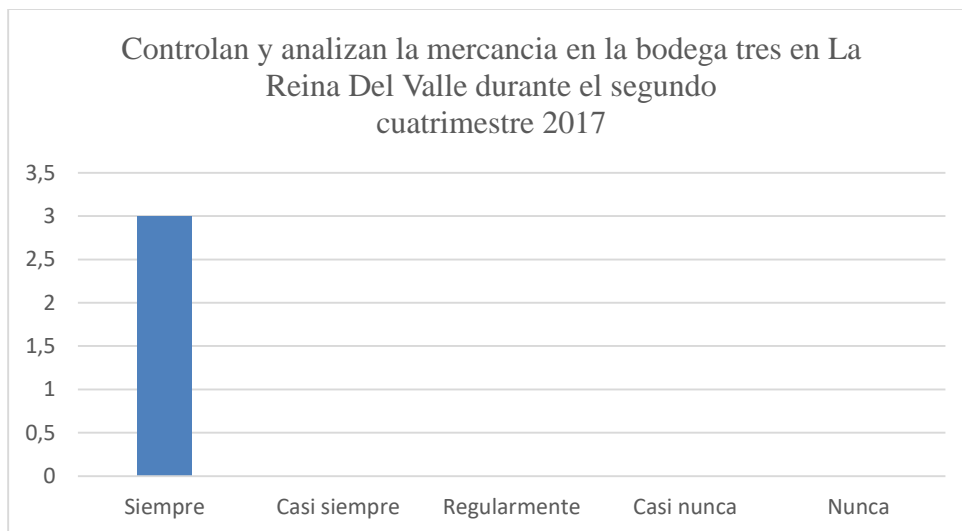 Controlan y analizan la mercancia en la bodega tres en La
Reina Del Valle durante el segundo
cuatrimestre 2017
3,5
3
2,5
2
1,5
1
0,5
0
Siempre Casi siempre Regularmente Casi nunca Nunca